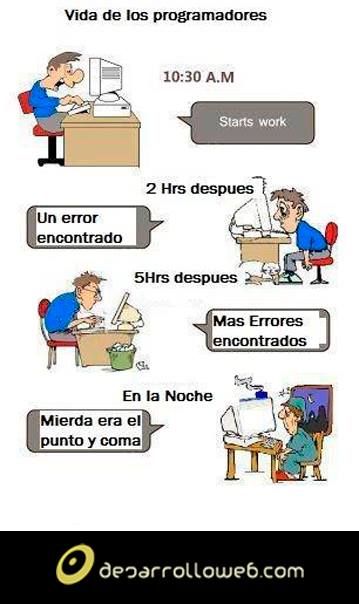 Vida de los programadores
10:30 A.M
Starts work
2 Hrs despues
Un error
encontrado
5Hrs despues
Mas Errores
encontrados
En la Noche
Mierda era el
punto y coma
desarrolloweb.com